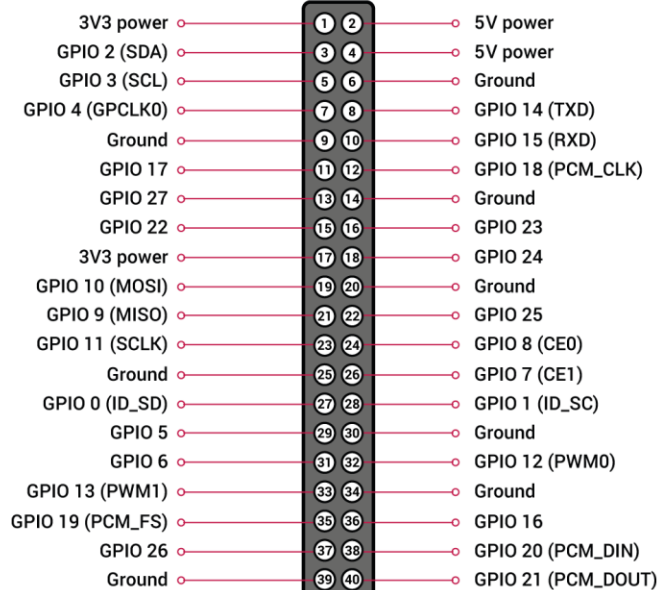 3V3 power 1 2 5V power
GPIO 2 (SDA) 3 4 5V power
GPIO 3 (SCL) 5 6 Ground
GPIO 4 (GPCLK0) 7 8 GPIO 14 (TXD)
Ground 9 10 GPIO 15 (RXD)
GPIO 17 11 12 GPIO 18 (PCM_CLK)
GPIO 27 13 14 Ground
GPIO 22 15 16 GPIO 23
3V3 power 17 18 GPIO 24
GPIO 10 (MOSI) 19 20 Ground
GPIO 9 (MISO) 21 22 GPIO 25
GPIO 11 (SCLK) 23 24 GPIO 8 (CE0)
Ground 25 26 GPIO 7 (CE1)
GPIO 0 (ID_SD) 27 28 GPIO 1 (ID_SC)
GPIO 5 29 30 Ground
GPIO 6 31 32 GPIO 12 (PWM0)
GPIO 13 (PWM1) 33 34 Ground
GPIO 19 (PCM_FS) 35 36 GPIO 16
GPIO 26 37 38 GPIO 20 (PCM_DIN)
Ground 39 40 GPIO 21 (PCM_DOUT)